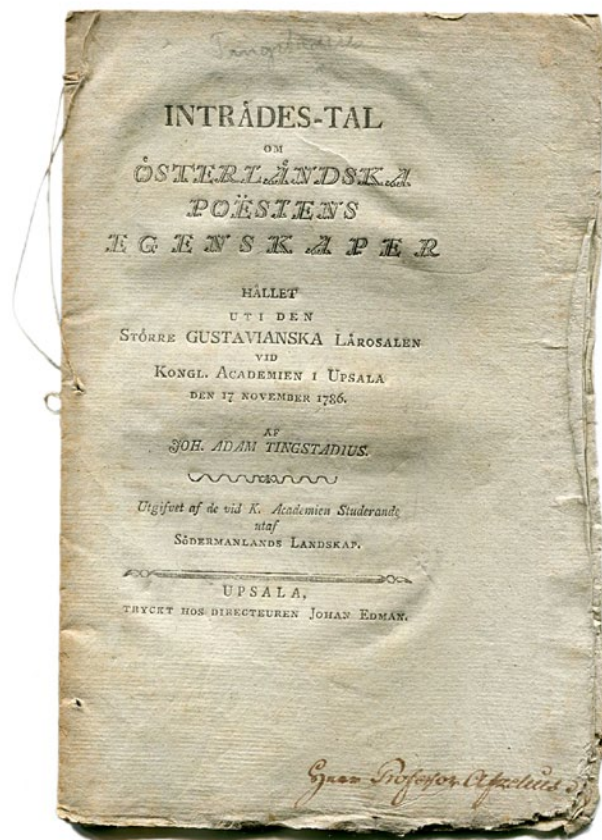 Tingstadius
INTRÅDES-TAL
OM
ÖSTERLÅNDSKA
POËSIENS
EGENSKAPER
HÅLLET
UTI DEN
STÖRRE GUSTAVIANSKA LÅROSALEN
VID
KONGL. ACADEMIEN I UPSALA
DEN 17 NOVEMBER 1786.
AF
JOH. ADAM TINGSTADIUS.
Utgifvet af de vid K. Academien Studerande
utaf
SÖDERMANLANDS LANDSKAP.
UPSALA,
TRYCKT HOS DIRECTEUREN JOHAN EDMAN.
Herr Professor Afzelius